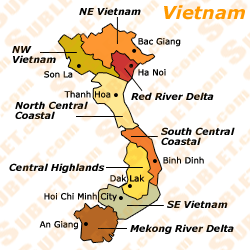 Vietnam
NE Vietnam
Bac Giang
NW
Vietnam
Son La
Ha Noi
Thanh Hoa
Red River Delta
North Central
Coastal
South Central
Coastal
Binh Dinh
Central Highlands
Dak Lak
Hoi Chi Minh City
SE Vietnam
An Giang
Mekong River Delta